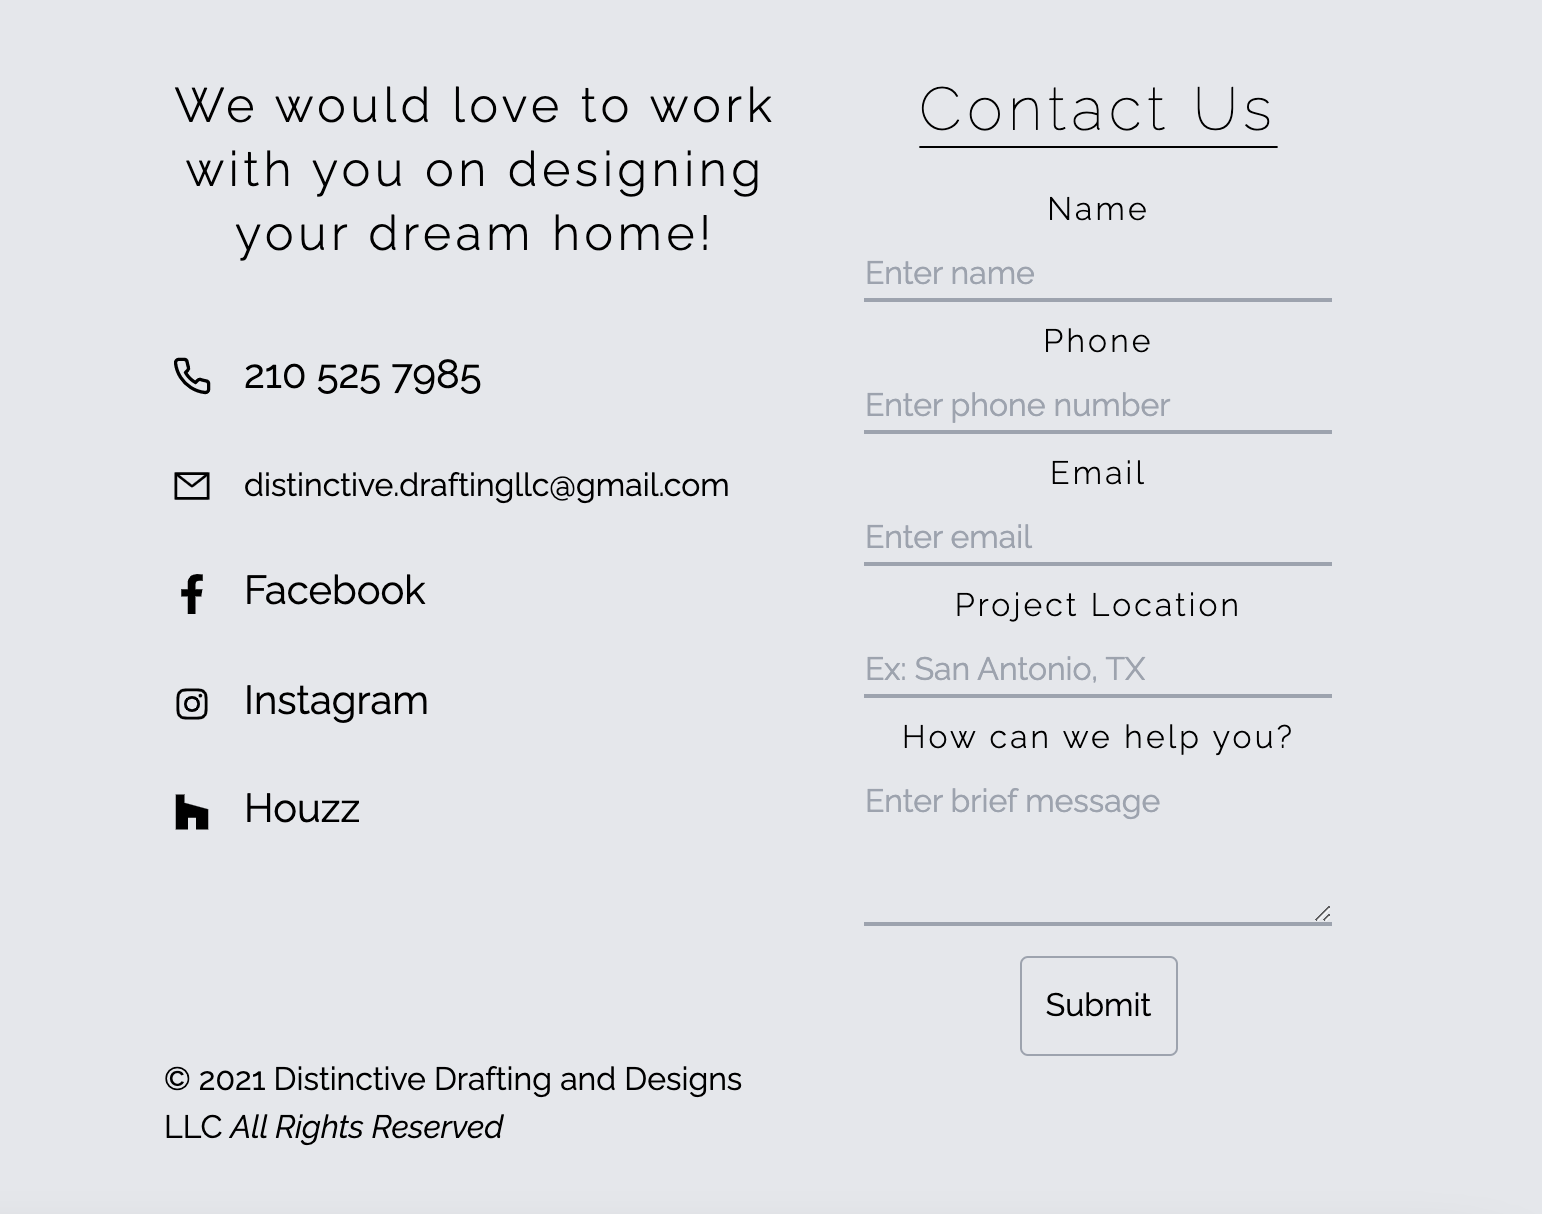 We would love to work
with you on designing
your dream home!
210 525 7985
distinctive.draftingllc@gmail.com
Facebook
Instagram
Houzz
© 2021 Distinctive Drafting and Designs
LLC All Rights Reserved
Contact Us
Name
Enter name
Phone
Enter phone number
Email
Enter email
Project Location
Ex: San Antonio, TX
How can we help you?
Enter brief message
Submit